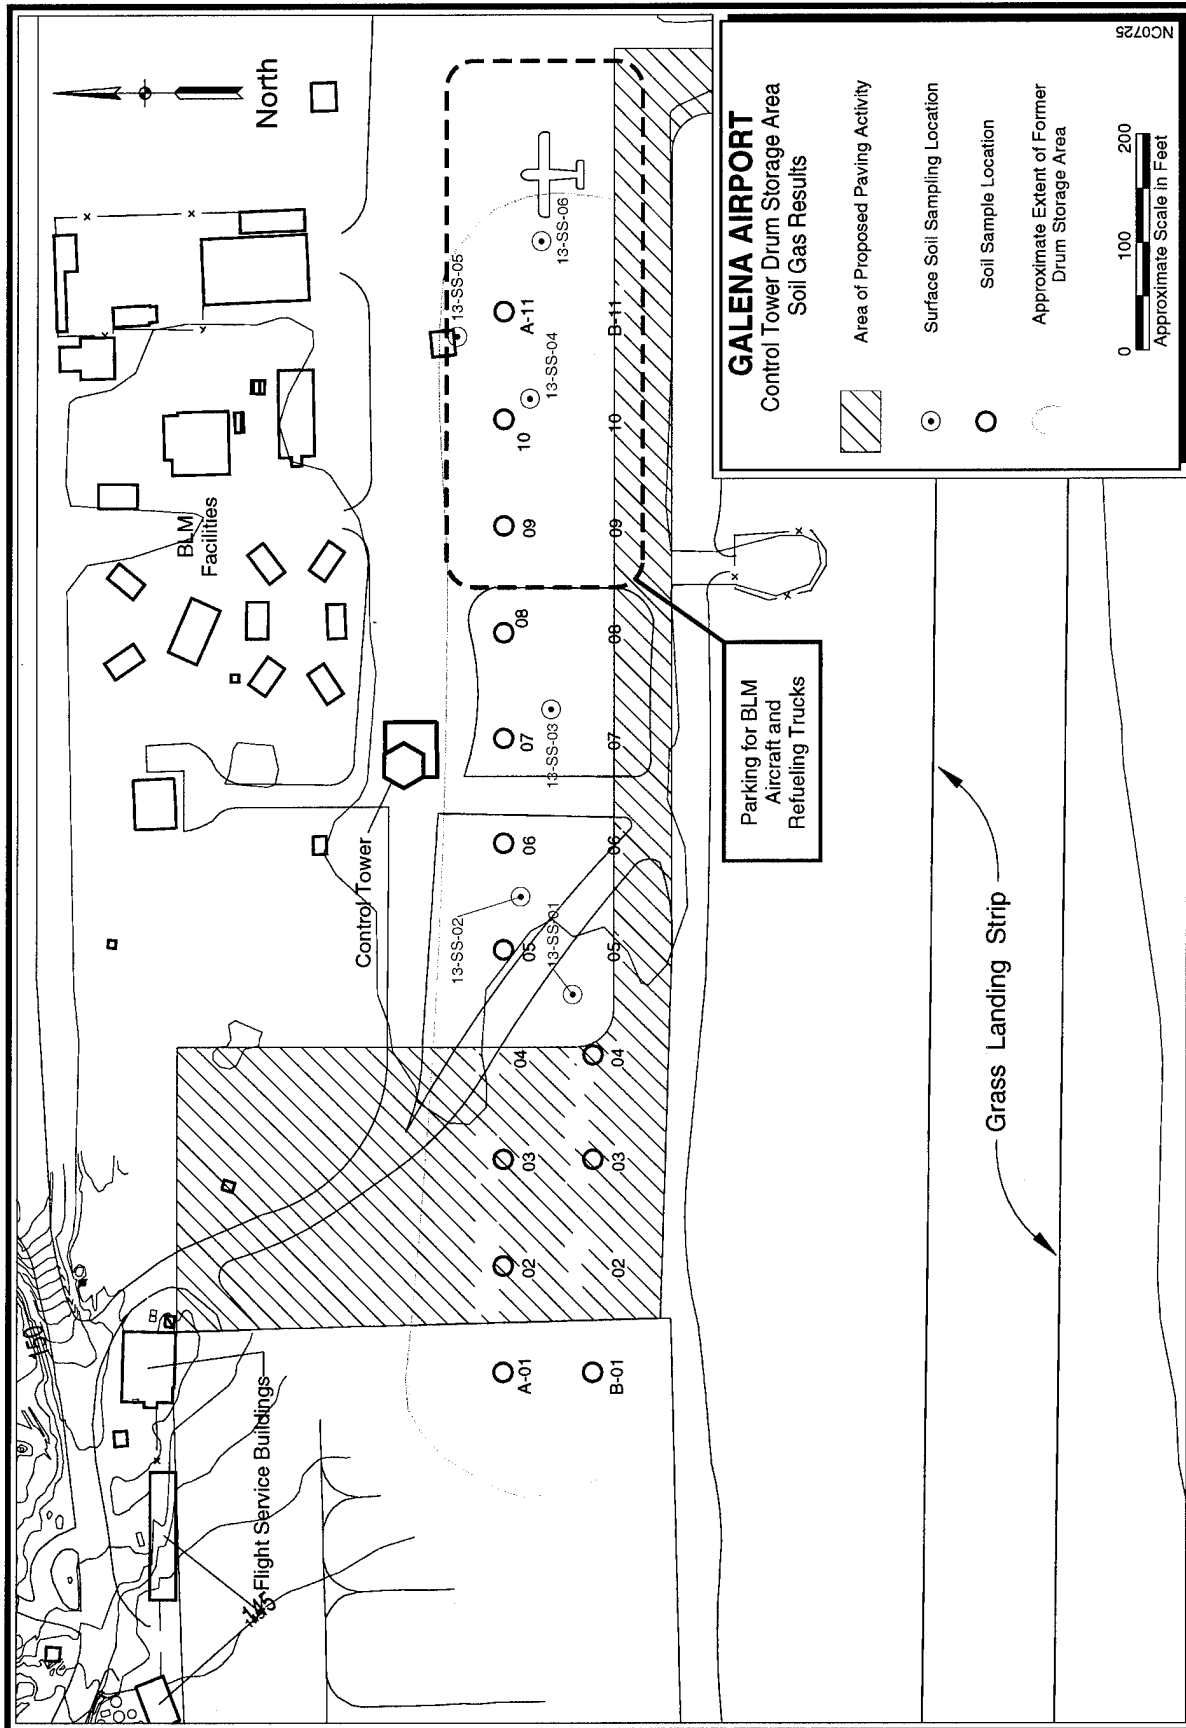 North
BLM
Facilities
Control Tower
Flight Service Buildings
150
13-SS-05
13-SS-06
13-SS-04
13-SS-03
13-SS-02
13-SS-01
A-01
02
03
04
05
06
07
08
09
10
A-11
B-01
02
03
04
05
06
07
08
09
10
B-11
Parking for BLM
Aircraft and
Refueling Trucks
Grass Landing Strip
GALENA AIRPORT
Control Tower Drum Storage Area
Soil Gas Results
Area of Proposed Paving Activity
Surface Soil Sampling Location
Soil Sample Location
Approximate Extent of Former
Drum Storage Area
0 100 200
Approximate Scale in Feet
NC0725